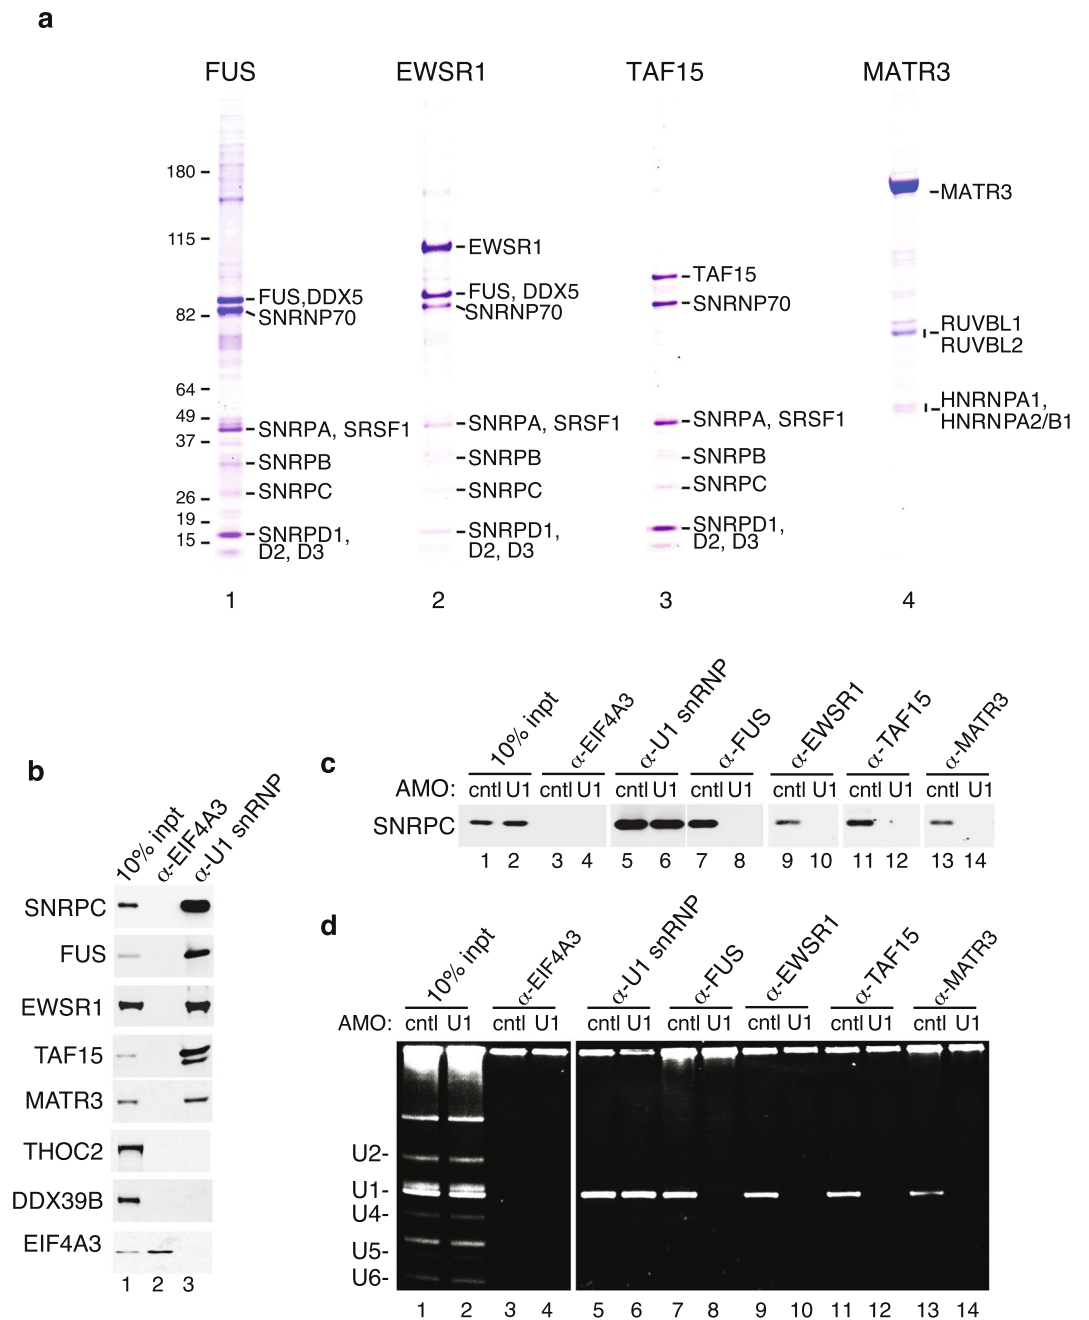 a
FUS
EWSR1
TAF15
MATR3
180
115
82
64
49
37
26
19
15
FUS,DDX5
SNRNP70
SNRPA, SRSF1
SNRPB
SNRPC
SNRPD1,
D2, D3
EWSR1
FUS, DDX5
SNRNP70
SNRPA, SRSF1
SNRPB
SNRPC
SNRPD1,
D2, D3
TAF15
SNRNP70
SNRPA, SRSF1
SNRPB
SNRPC
SNRPD1,
D2, D3
MATR3
RUVBL1
RUVBL2
HNRNPA1,
HNRNPA2/B1
1 2 3 4
b
10% inpt
α-EIF4A3
α-U1 snRNP
SNRPC
FUS
EWSR1
TAF15
MATR3
THOC2
DDX39B
EIF4A3
1 2 3
c
10% inpt
α-EIF4A3
α-U1 snRNP
α-FUS
α-EWSR1
α-TAF15
α-MATR3
AMO: cntl U1 cntl U1 cntl U1 cntl U1 cntl U1 cntl U1 cntl U1
SNRPC
1 2 3 4 5 6 7 8 9 10 11 12 13 14
d
10% inpt
α-EIF4A3
α-U1 snRNP
α-FUS
α-EWSR1
α-TAF15
α-MATR3
AMO: cntl U1 cntl U1 cntl U1 cntl U1 cntl U1 cntl U1 cntl U1
U2-
U1-
U4-
U5-
U6-
1 2 3 4 5 6 7 8 9 10 11 12 13 14